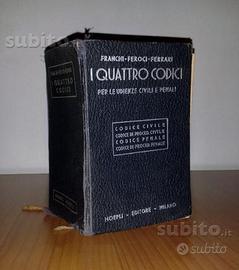 subito
FRANCHI-FEROCI-FERRARI
I QUATTRO CODICI
PER LE UDIENZE CIVILI E PENALI
CODICE CIVILE
CODICE DI PROCED. CIVILE
CODICE PENALE
CODICE DI PROCED. PENALE
HOEPLI - EDITORE - MILANO
subito.it
subito